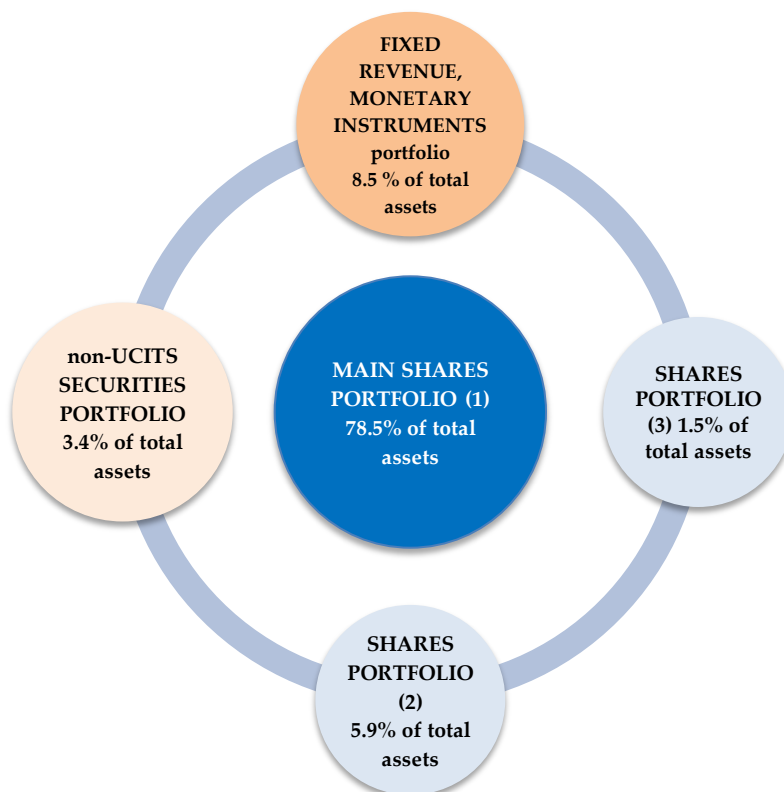 FIXED
REVENUE,
MONETARY
INSTRUMENTS
portfolio
8.5 % of total
assets
non-UCITS
SECURITIES
PORTFOLIO
3.4% of total
assets
MAIN SHARES
PORTFOLIO (1)
78.5% of total
assets
SHARES
PORTFOLIO
(3) 1.5% of
total assets
SHARES
PORTFOLIO
(2)
5.9% of total
assets